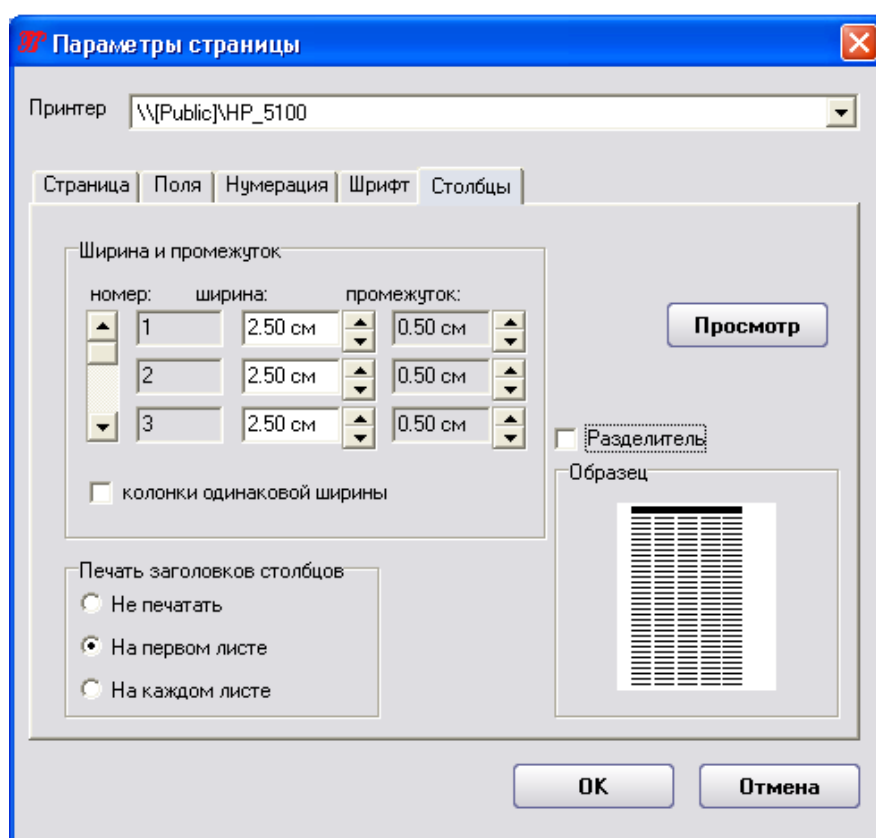 Параметры страницы
Принтер \\[Public]\HP_5100
Страница Поля Нумерация Шрифт Столбцы
Ширина и промежуток
номер: ширина: промежуток:
1 2.50 см 0.50 см
2 2.50 см 0.50 см
3 2.50 см 0.50 см
колонки одинаковой ширины
Просмотр
Разделитель
Образец
Печать заголовков столбцов
Не печатать
На первом листе
На каждом листе
OK Отмена